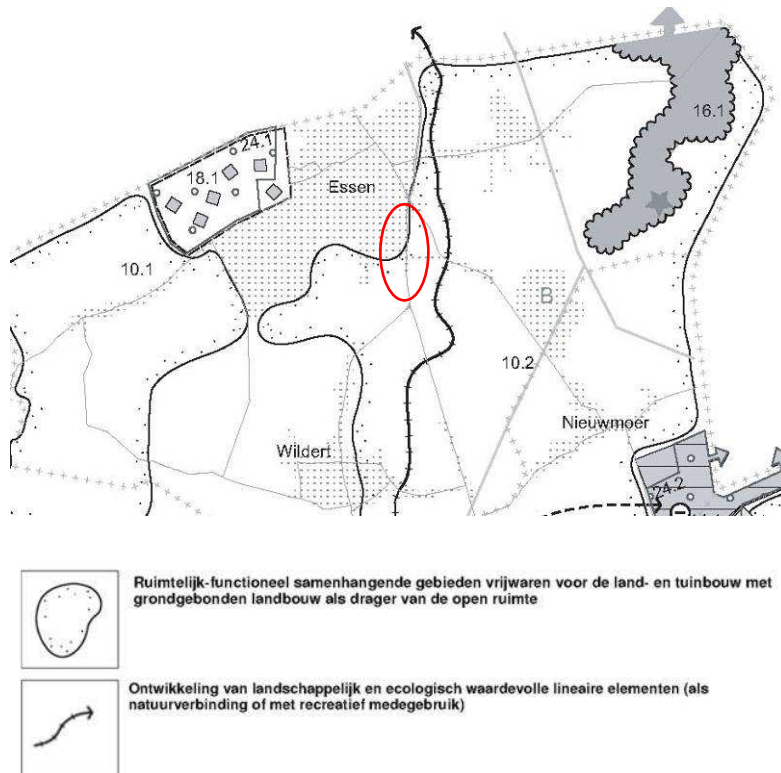 16.1
24.1
18.1
Essen
10.1
B
10.2
Nieuwmoer
Wildert
24.2
Ruimtelijk-functioneel samenhangende gebieden vrijwaren voor de land- en tuinbouw met
grondgebonden landbouw als drager van de open ruimte
Ontwikkeling van landschappelijk en ecologisch waardevolle lineaire elementen (als
natuurverbinding of met recreatief medegebruik)